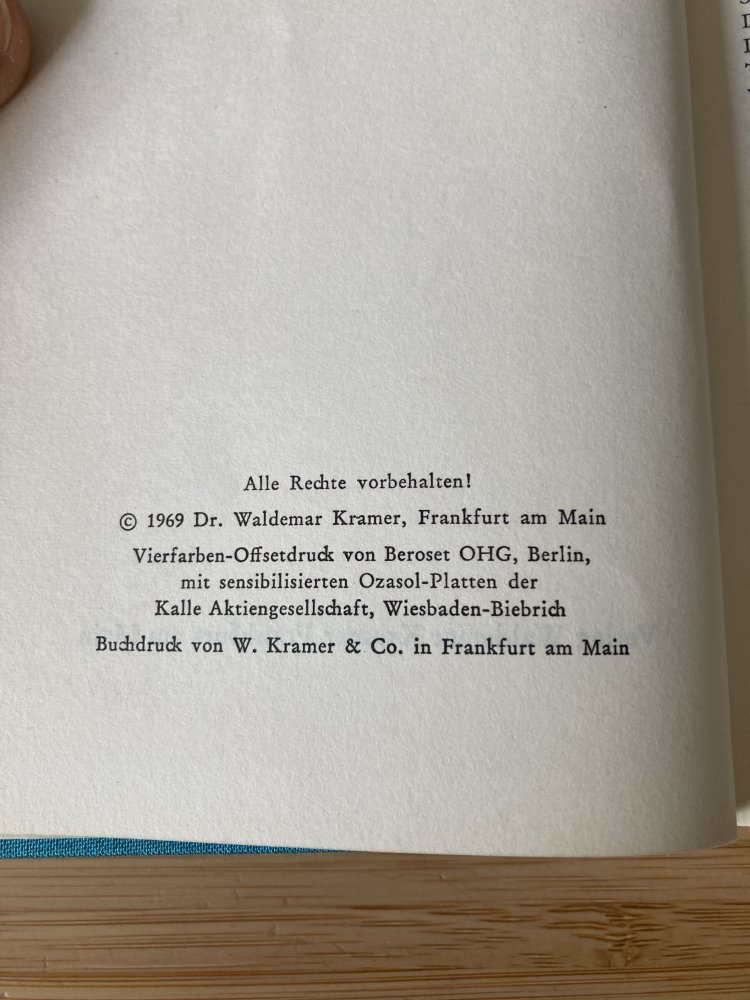 Alle Rechte vorbehalten!
© 1969 Dr. Waldemar Kramer, Frankfurt am Main
Vierfarben-Offsetdruck von Beroset OHG, Berlin,
mit sensibilisierten Ozasol-Platten der
Kalle Aktiengesellschaft, Wiesbaden-Biebrich
Buchdruck von W. Kramer & Co. in Frankfurt am Main